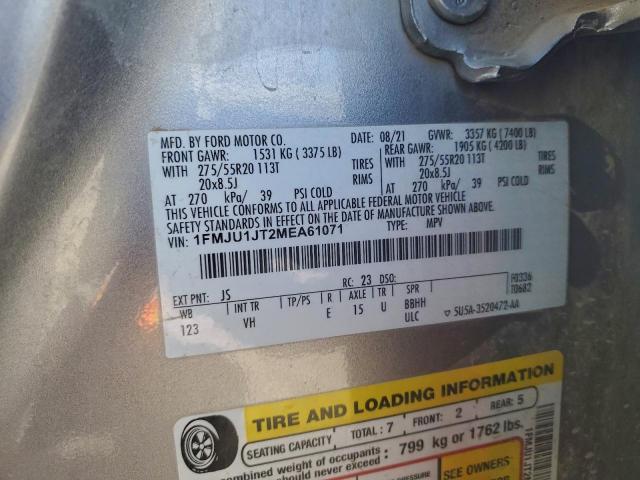 MFD. BY FORD MOTOR CO.
DATE: 08/21 GVWR: 3357 KG (7400 LB)
FRONT GAWR: 1531 KG (3375 LB) REAR GAWR: 1905 KG (4200 LB)
WITH 275/55R20 113T TIRES WITH 275/55R20 113T TIRES
20x8.5J RIMS 20x8.5J RIMS
AT 270 kPa/ 39 PSI COLD AT 270 kPa/ 39 PSI COLD
THIS VEHICLE CONFORMS TO ALL APPLICABLE FEDERAL MOTOR VEHICLE
SAFETY STANDARDS IN EFFECT ON THE DATE OF MANUFACTURE SHOWN ABOVE.
VIN: 1FMJU1JT2MEA61071 TYPE: MPV
EXT PNT: JS RC: 23 DSO: F0336
WB INT TR TP/PS R AXLE TR SPR T0682
123 VH E 15 U BBHH
ULC 5U5A-3520472-AA
TIRE AND LOADING INFORMATION
SEATING CAPACITY TOTAL: 7 FRONT: 2 REAR: 5
combined weight of occupants
should never exceed: 799 kg or 1762 lbs.
PRESSURE SEE OWNERS